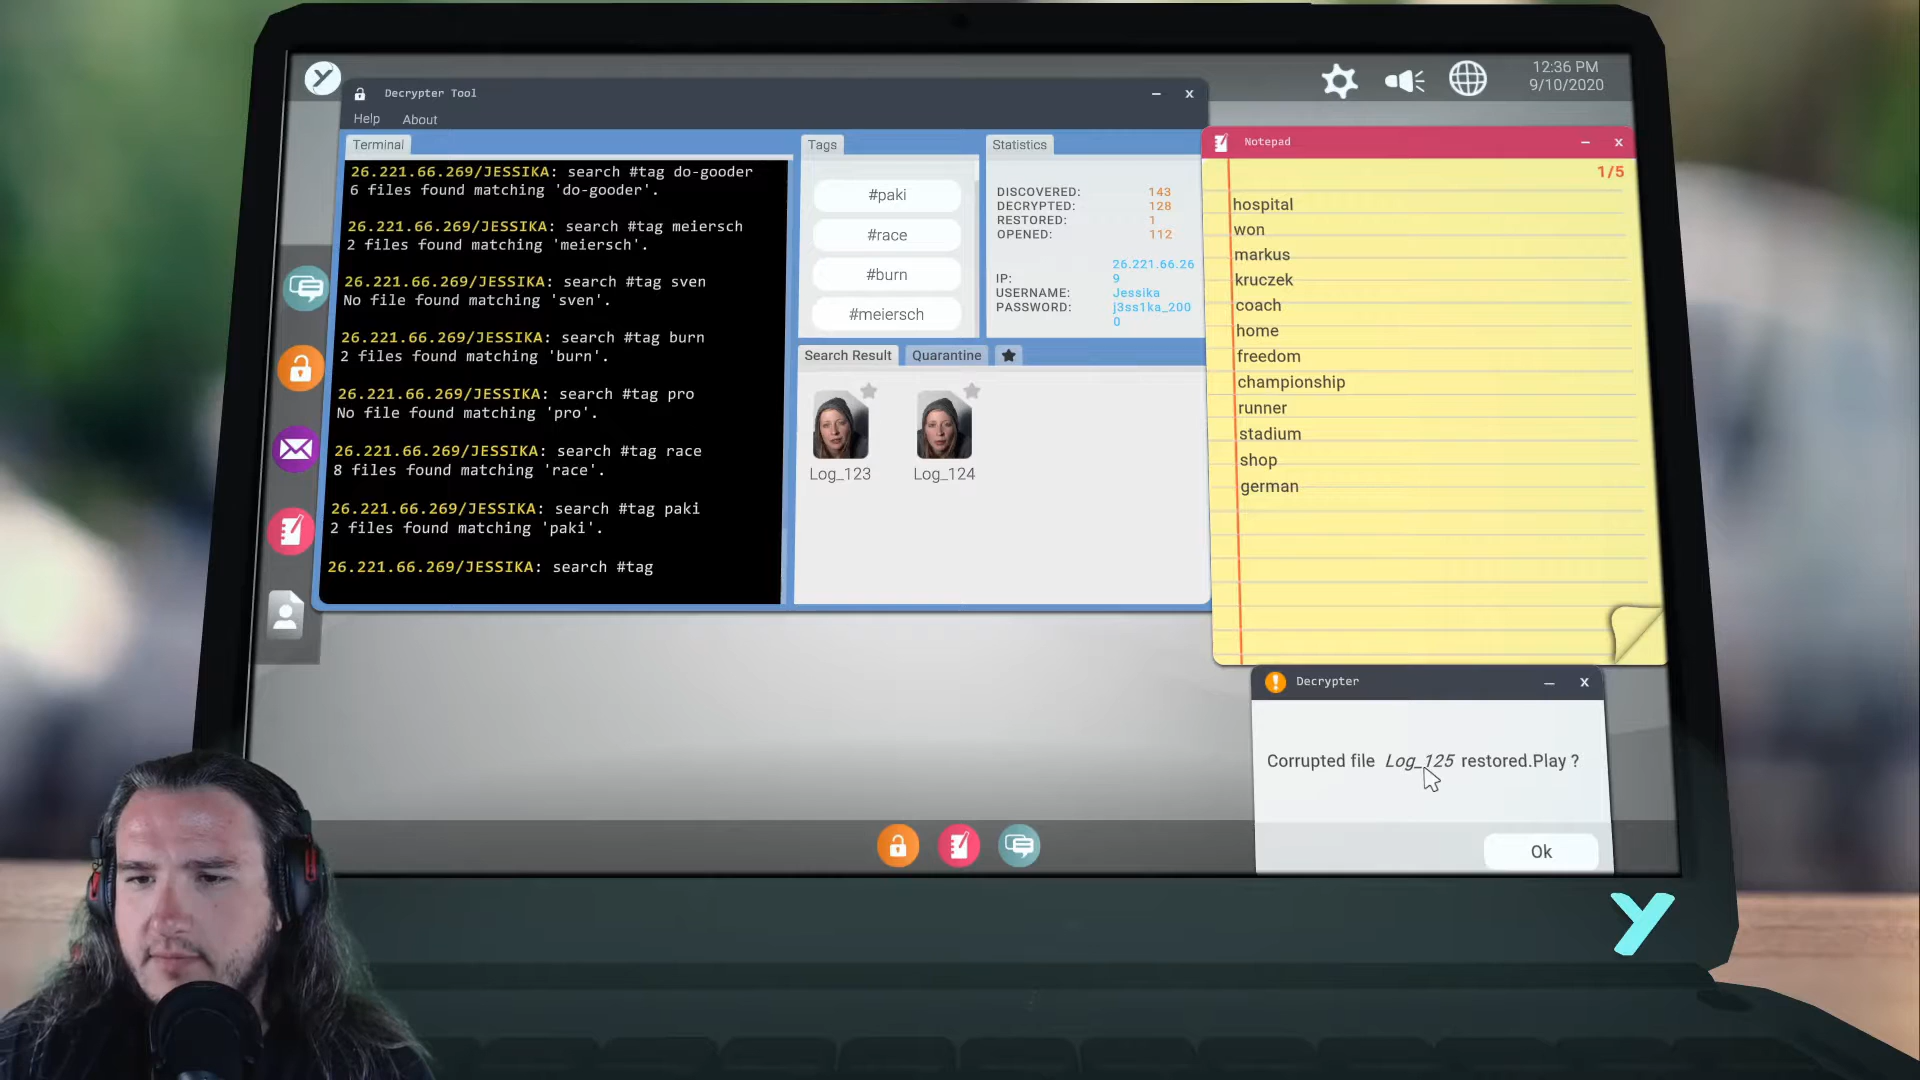 12:36 PM
9/10/2020
Decrypter Tool
Help About
Terminal
26.221.66.269/JESSIKA: search #tag do-gooder
6 files found matching 'do-gooder'.
26.221.66.269/JESSIKA: search #tag meiersch
2 files found matching 'meiersch'.
26.221.66.269/JESSIKA: search #tag sven
No file found matching 'sven'.
26.221.66.269/JESSIKA: search #tag burn
2 files found matching 'burn'.
26.221.66.269/JESSIKA: search #tag pro
No file found matching 'pro'.
26.221.66.269/JESSIKA: search #tag race
8 files found matching 'race'.
26.221.66.269/JESSIKA: search #tag paki
2 files found matching 'paki'.
26.221.66.269/JESSIKA: search #tag
Tags
#paki
#race
#burn
#meiersch
Statistics
DISCOVERED: 143
DECRYPTED: 128
RESTORED: 1
OPENED: 112
IP: 26.221.66.26
9
USERNAME: Jessika
PASSWORD: j3ss1ka_200
0
Search Result Quarantine
Log_123 Log_124
Notepad
1/5
hospital
won
markus
kruczek
coach
home
freedom
championship
runner
stadium
shop
german
Decrypter
Corrupted file Log_125 restored.Play ?
Ok